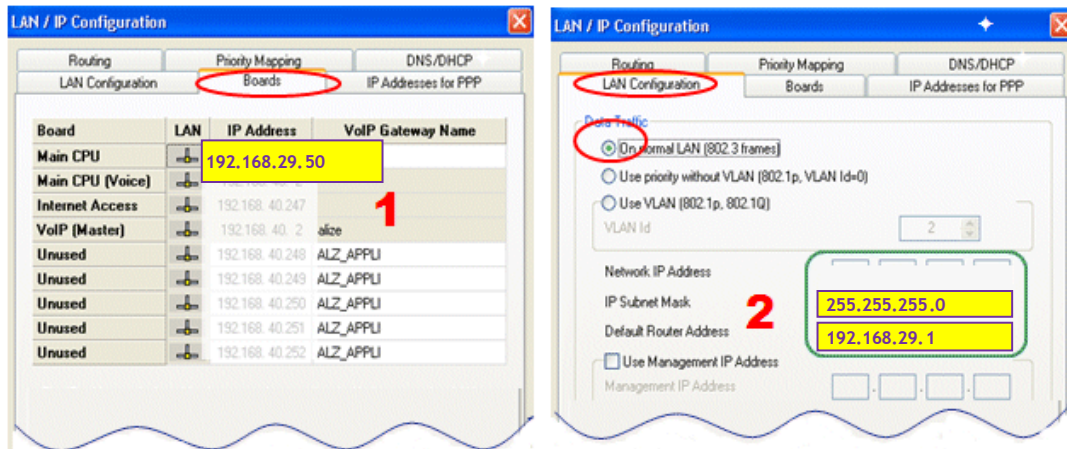 LAN / IP Configuration
Routing Priority Mapping DNS/DHCP
LAN Configuration Boards IP Addresses for PPP
Board LAN IP Address VoIP Gateway Name
Main CPU 192.168.29.50
Main CPU (Voice)
Internet Access 192.168. 40.247
VoIP (Master) 192.168. 40. 2 alize
Unused 192.168. 40.248 ALZ_APPLI
Unused 192.168. 40.249 ALZ_APPLI
Unused 192.168. 40.250 ALZ_APPLI
Unused 192.168. 40.251 ALZ_APPLI
Unused 192.168. 40.252 ALZ_APPLI
1
LAN / IP Configuration
Routing Priority Mapping DNS/DHCP
LAN Configuration Boards IP Addresses for PPP
Data Traffic
On normal LAN (802.3 frames)
Use priority without VLAN (802.1p, VLAN Id=0)
Use VLAN (802.1p, 802.1Q)
VLAN Id 2
Network IP Address
IP Subnet Mask 255.255.255.0
2
Default Router Address 192.168.29.1
Use Management IP Address
Management IP Address